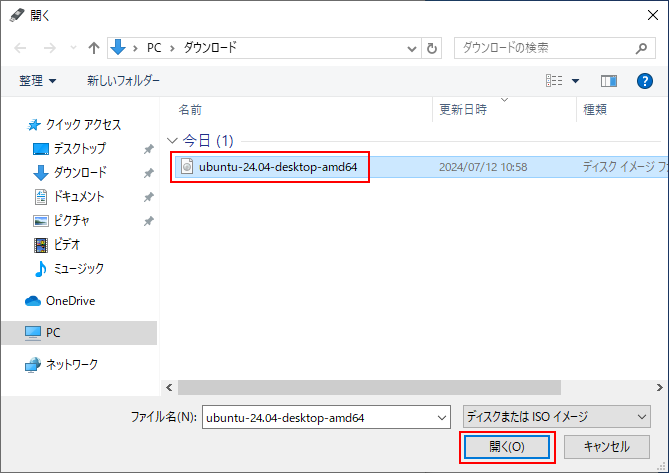 開く
PC ダウンロード
ダウンロードの検索
整理 新しいフォルダー
名前 更新日時 種類
クイック アクセス
デスクトップ
ダウンロード
ドキュメント
ピクチャ
ビデオ
ミュージック
OneDrive
PC
ネットワーク
今日 (1)
ubuntu-24.04-desktop-amd64 2024/07/12 10:58 ディスク イメージ ファ
ファイル名(N): ubuntu-24.04-desktop-amd64 ディスクまたは ISO イメージ
開く(O) キャンセル